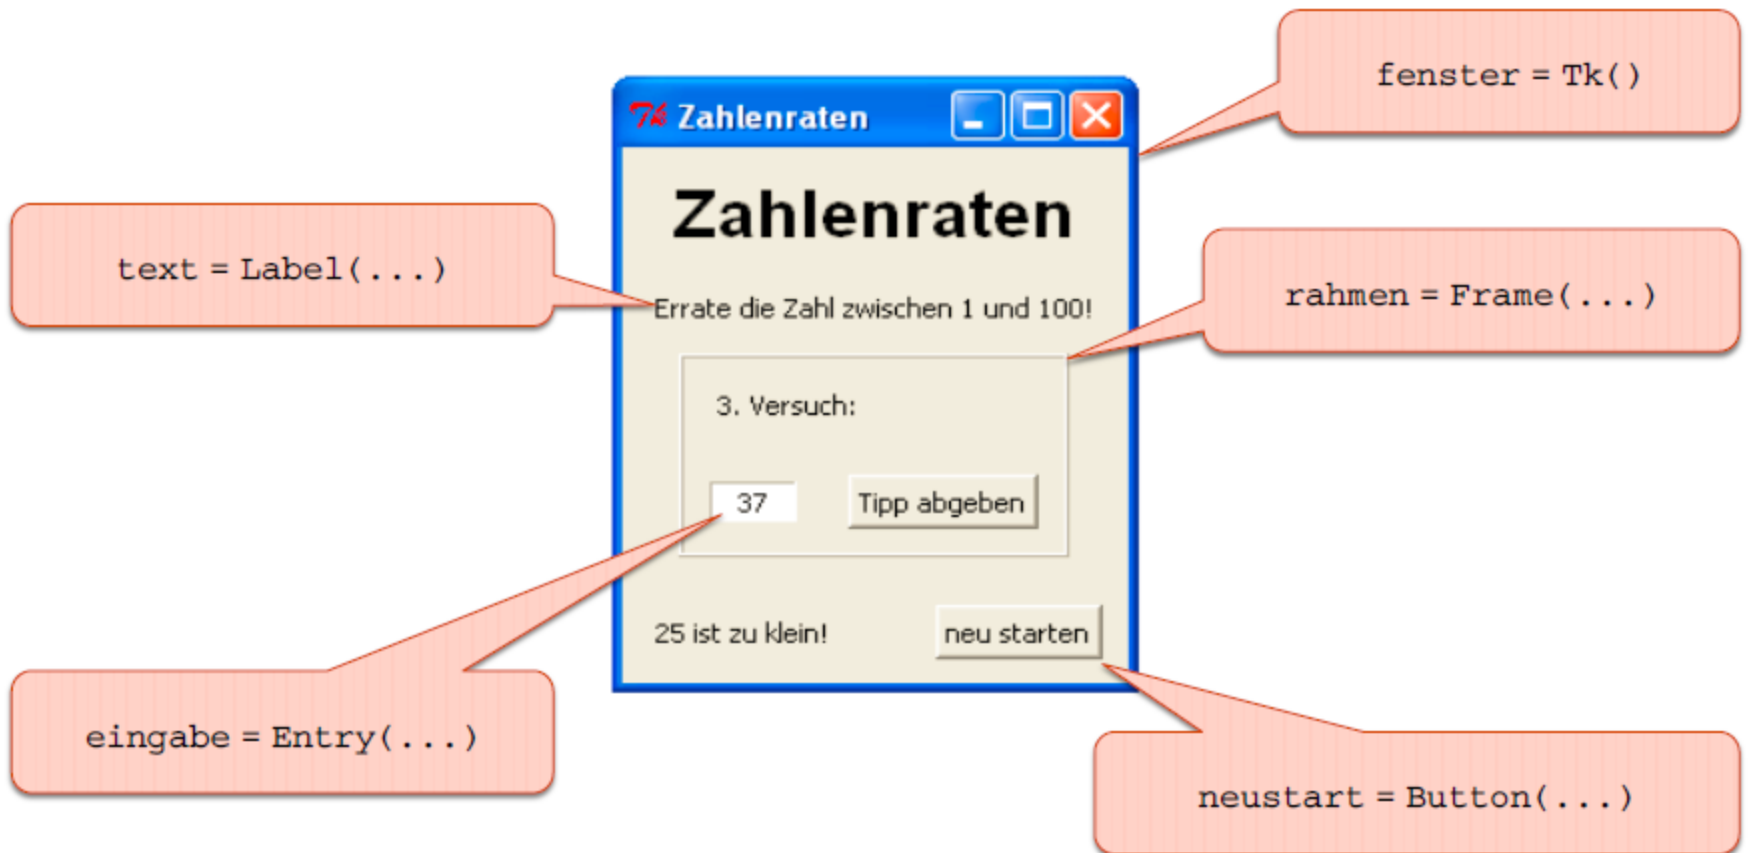 fenster = Tk()
Tk Zahlenraten
Zahlenraten
text = Label(...)
Errate die Zahl zwischen 1 und 100!
rahmen = Frame(...)
3. Versuch:
37
Tipp abgeben
25 ist zu klein!
neu starten
eingabe = Entry(...)
neustart = Button(...)